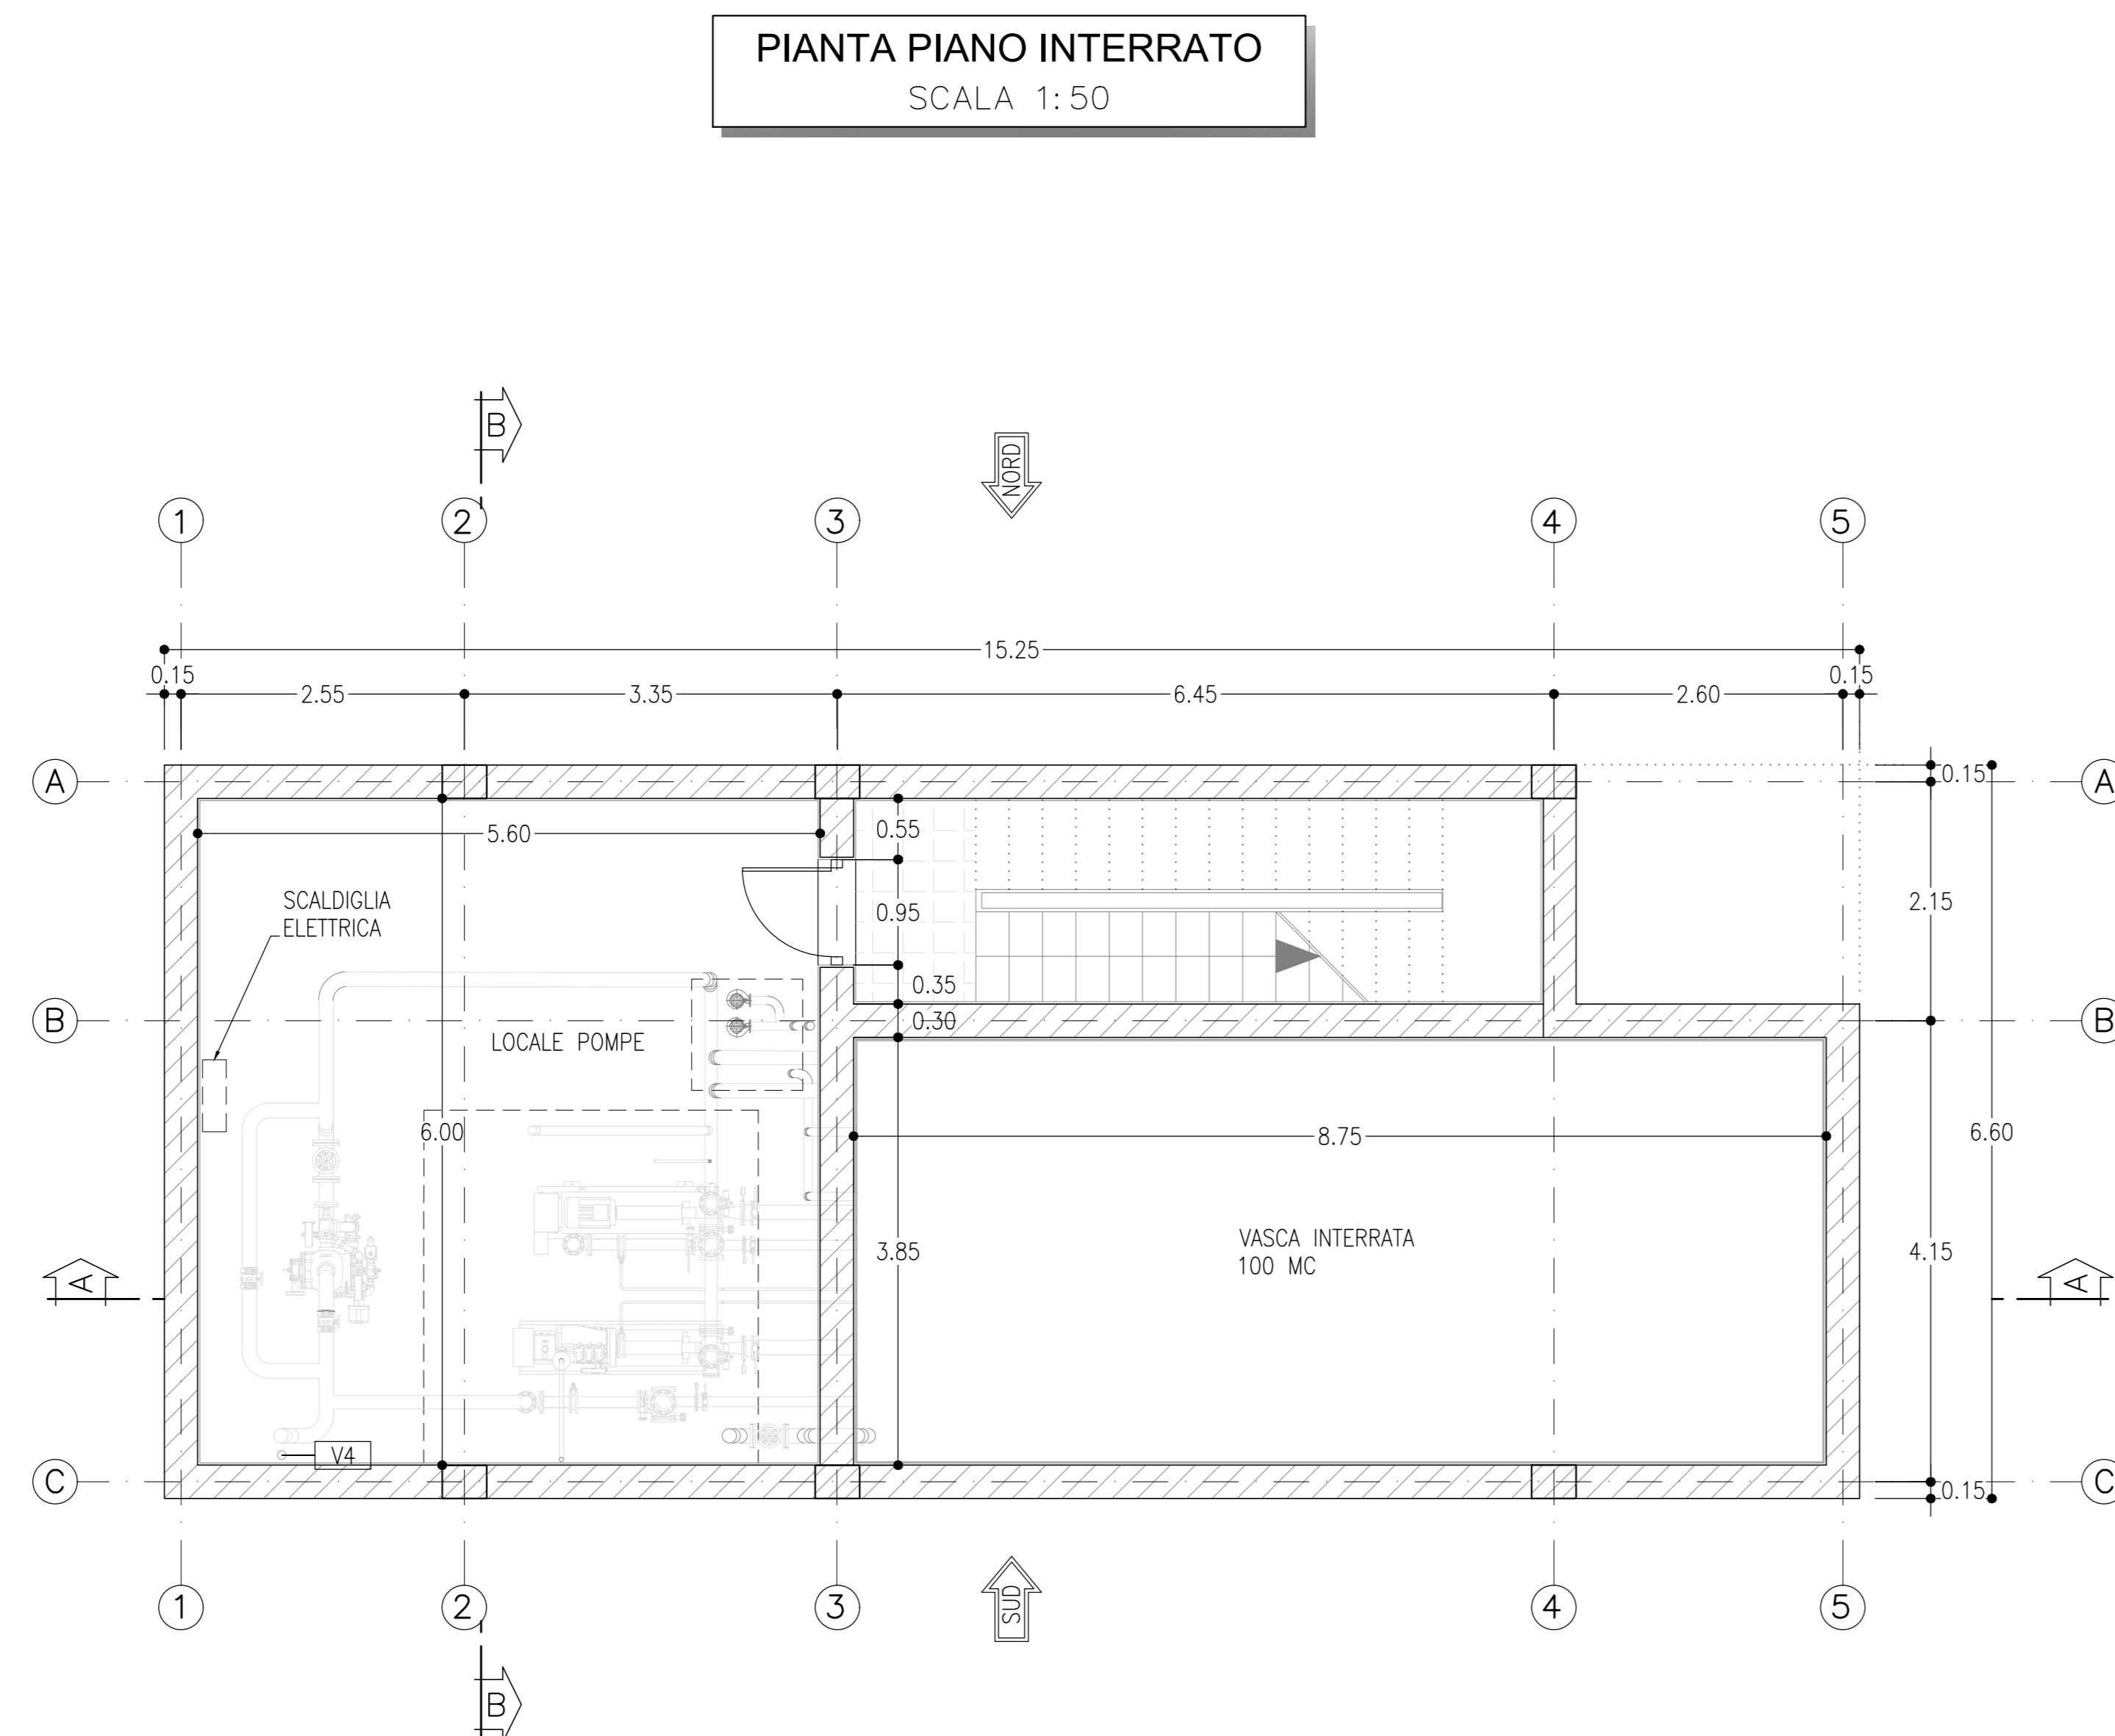 PIANTA PIANO INTERRATO
SCALA 1:50
B
NORD
1
2
3
4
5
15.25
0.15
0.15
2.55
3.35
6.45
2.60
A
0.15
A
5.60
0.55
SCALDIGLIA
ELETTRICA
0.95
2.15
0.35
B
0.30
B
LOCALE POMPE
6.00
8.75
6.60
VASCA INTERRATA
100 MC
3.85
4.15
A
A
V4
C
0.15
C
SUD
1
2
3
4
5
B